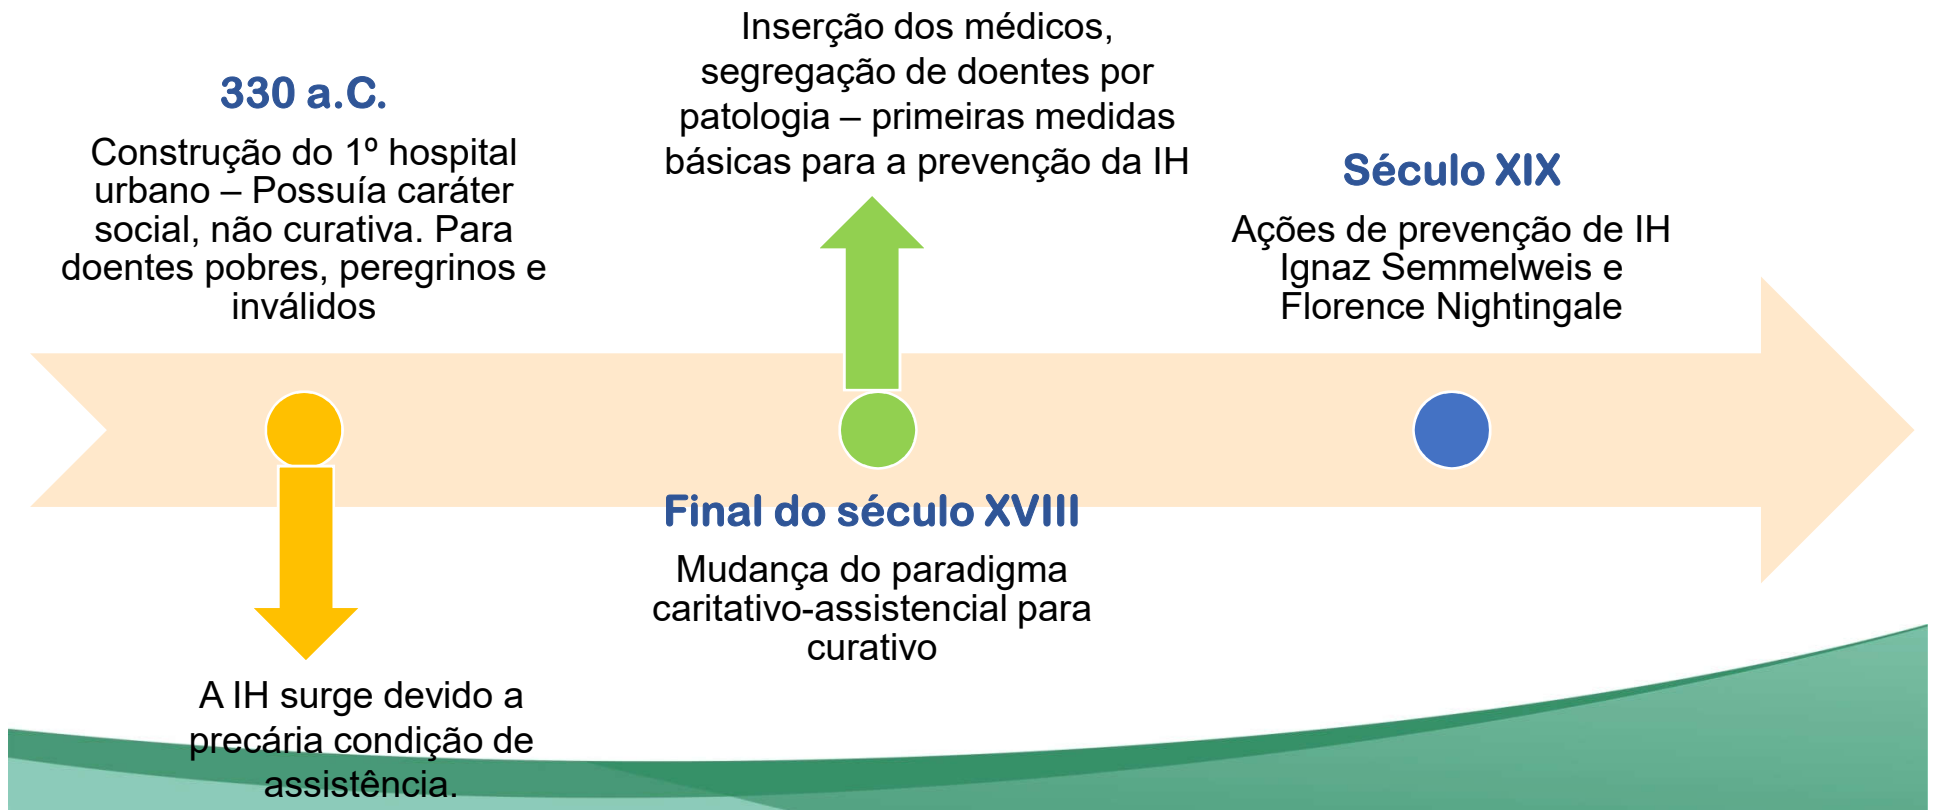 330 a.C.
Construção do 1º hospital
urbano – Possuía caráter
social, não curativa. Para
doentes pobres, peregrinos e
inválidos
A IH surge devido a
precária condição de
assistência.
Inserção dos médicos,
segregação de doentes por
patologia – primeiras medidas
básicas para a prevenção da IH
Final do século XVIII
Mudança do paradigma
caritativo-assistencial para
curativo
Século XIX
Ações de prevenção de IH
Ignaz Semmelweis e
Florence Nightingale